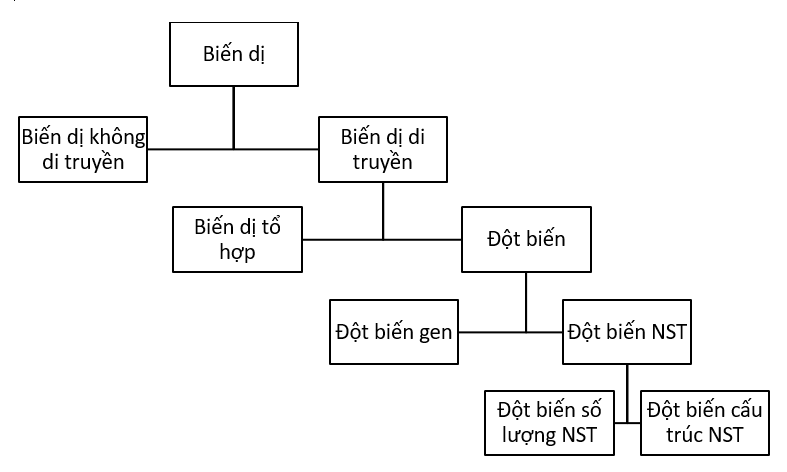 Biến dị
Biến dị không
di truyền
Biến dị di
truyền
Biến dị tổ
hợp
Đột biến
Đột biến gen
Đột biến NST
Đột biến số
lượng NST
Đột biến cấu
trúc NST